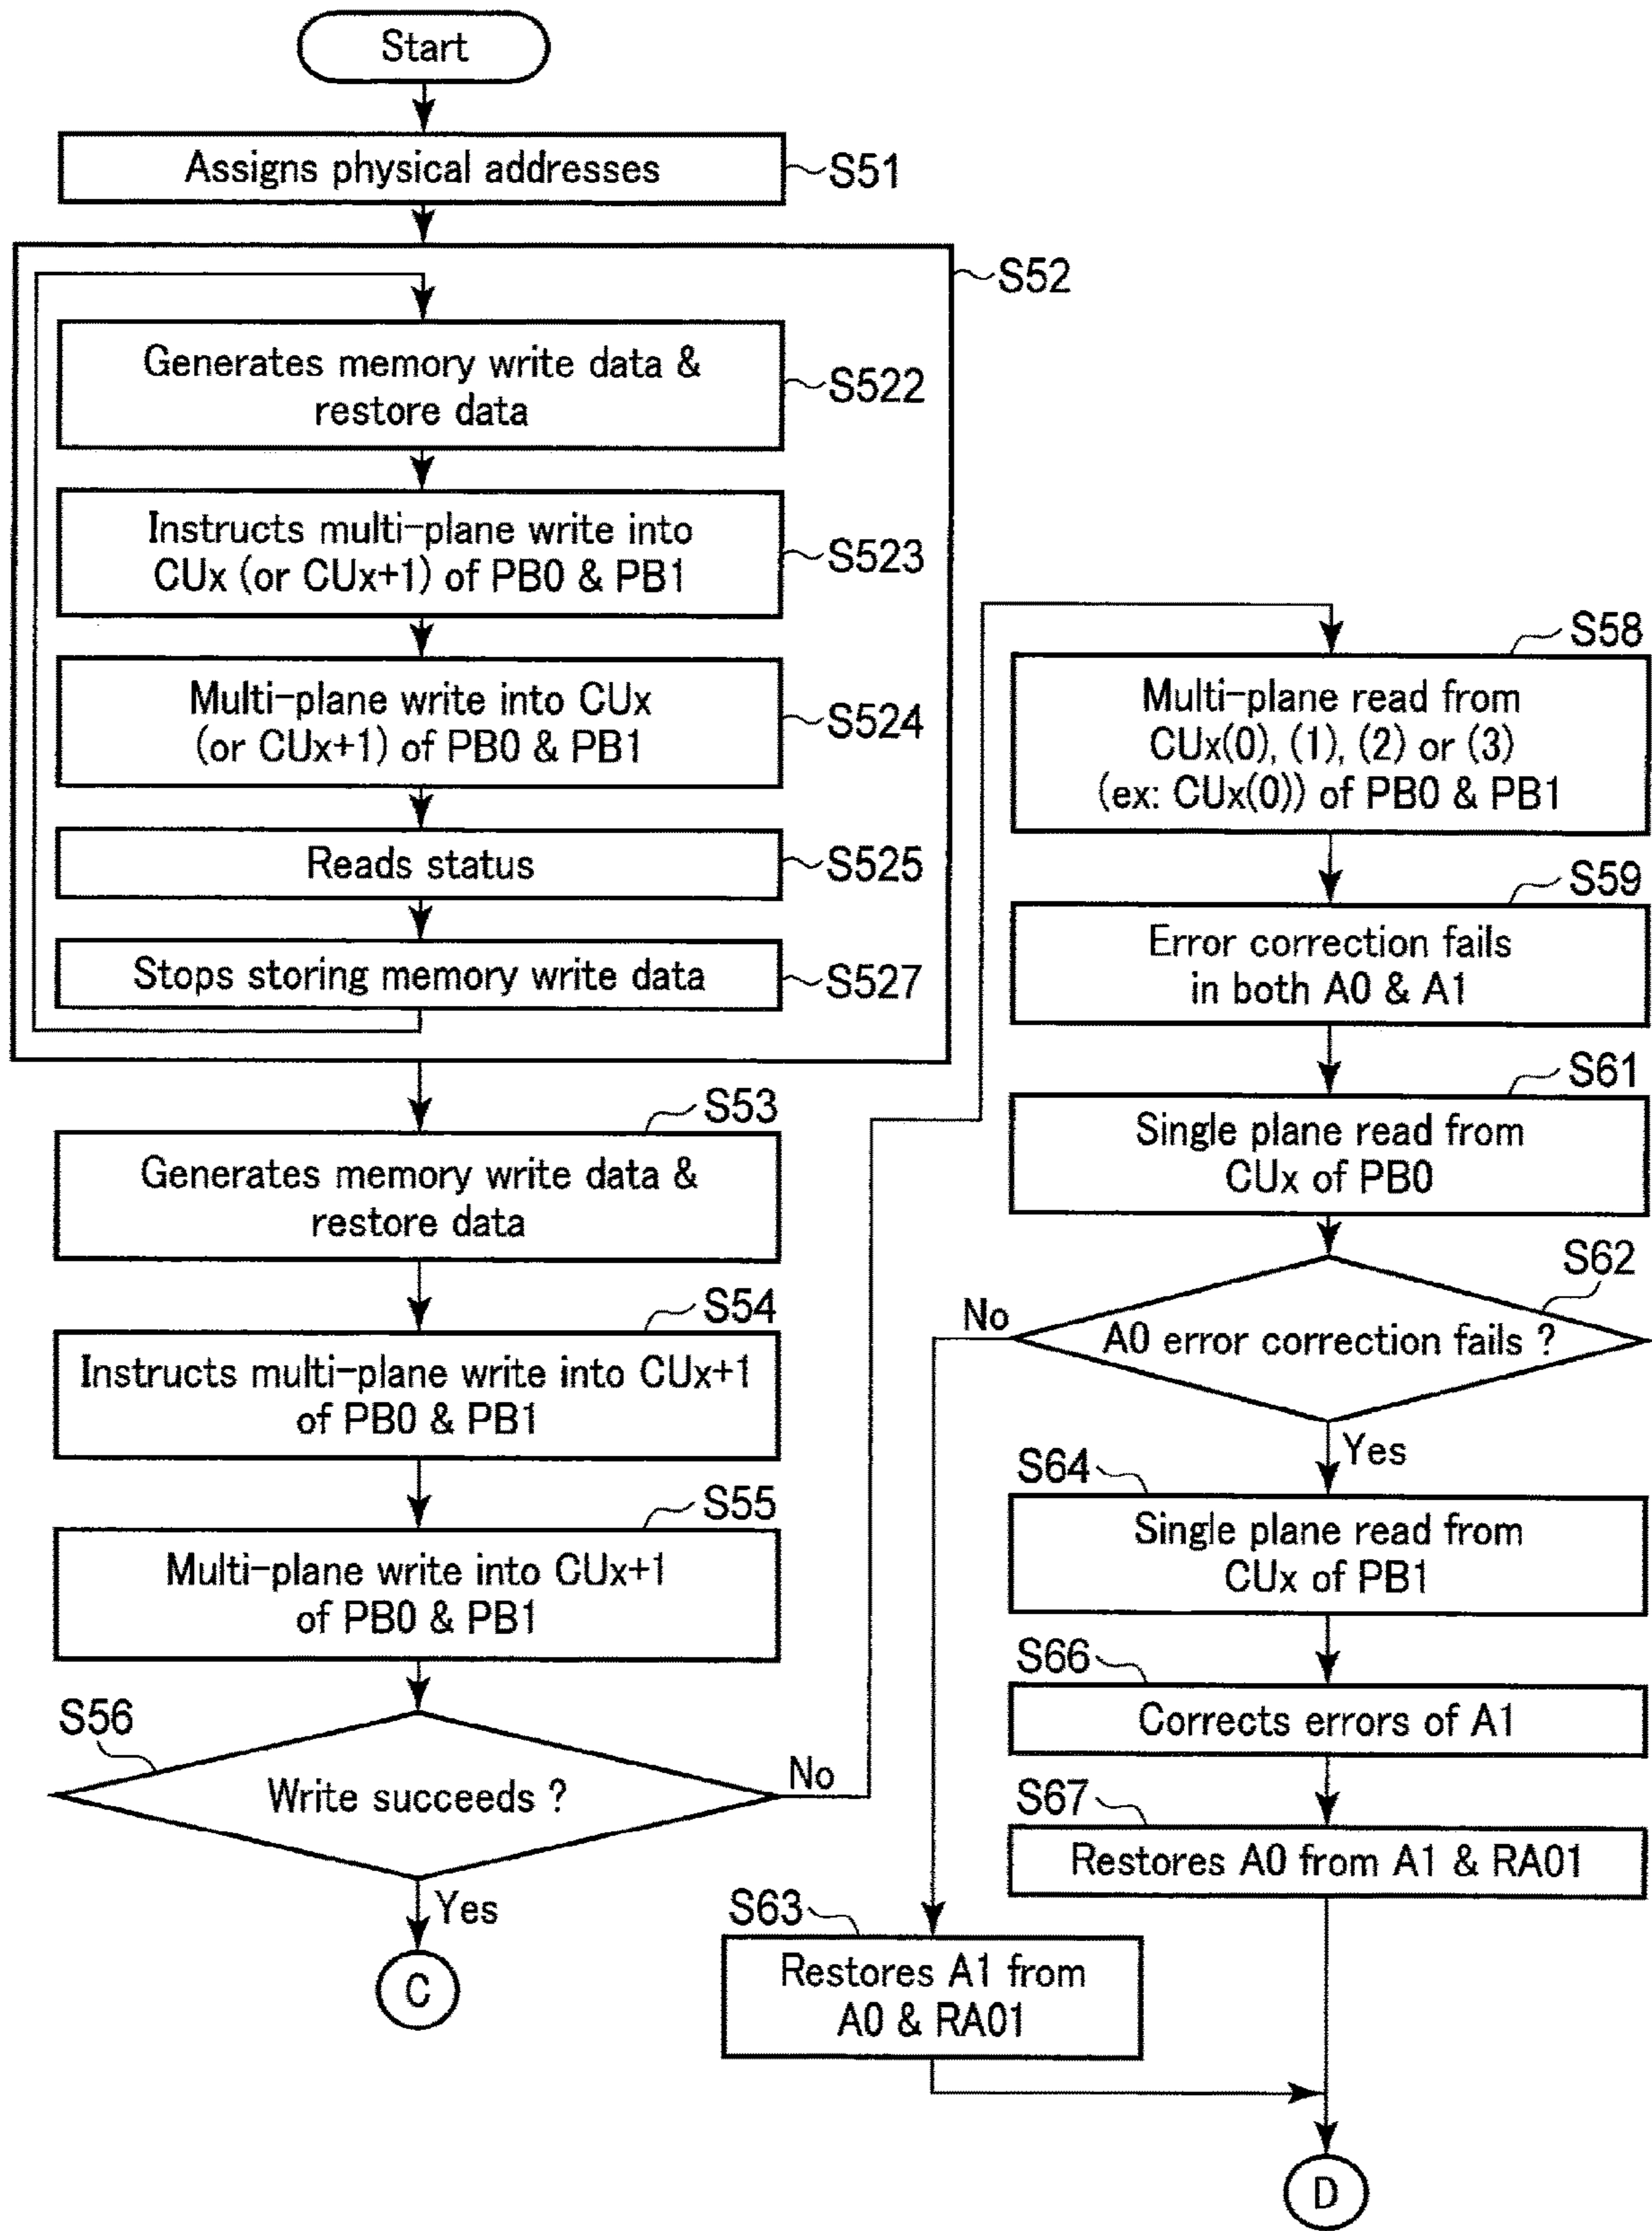 Start
Assigns physical addresses
S51
S52
Generates memory write data &
restore data
S522
Instructs multi-plane write into
CUx (or CUx+1) of PB0 & PB1
S523
Multi-plane write into CUx
(or CUx+1) of PB0 & PB1
S524
Reads status
S525
Stops storing memory write data
S527
S53
Generates memory write data &
restore data
S54
Instructs multi-plane write into CUx+1
of PB0 & PB1
S55
Multi-plane write into CUx+1
of PB0 & PB1
S56
Write succeeds ?
No
Yes
C
S58
Multi-plane read from
CUx(0), (1), (2) or (3)
(ex: CUx(0)) of PB0 & PB1
S59
Error correction fails
in both A0 & A1
S61
Single plane read from
CUx of PB0
S62
A0 error correction fails ?
No
Yes
S64
Single plane read from
CUx of PB1
S66
Corrects errors of A1
S67
Restores A0 from A1 & RA01
S63
Restores A1 from
A0 & RA01
D